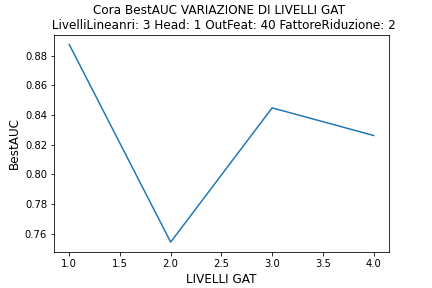 Cora BestAUC VARIAZIONE DI LIVELLI GAT
LivelliLineanri: 3 Head: 1 OutFeat: 40 FattoreRiduzione: 2
0.88
0.86
0.84
0.82
0.80
0.78
0.76
BestAUC
1.0 1.5 2.0 2.5 3.0 3.5 4.0
LIVELLI GAT